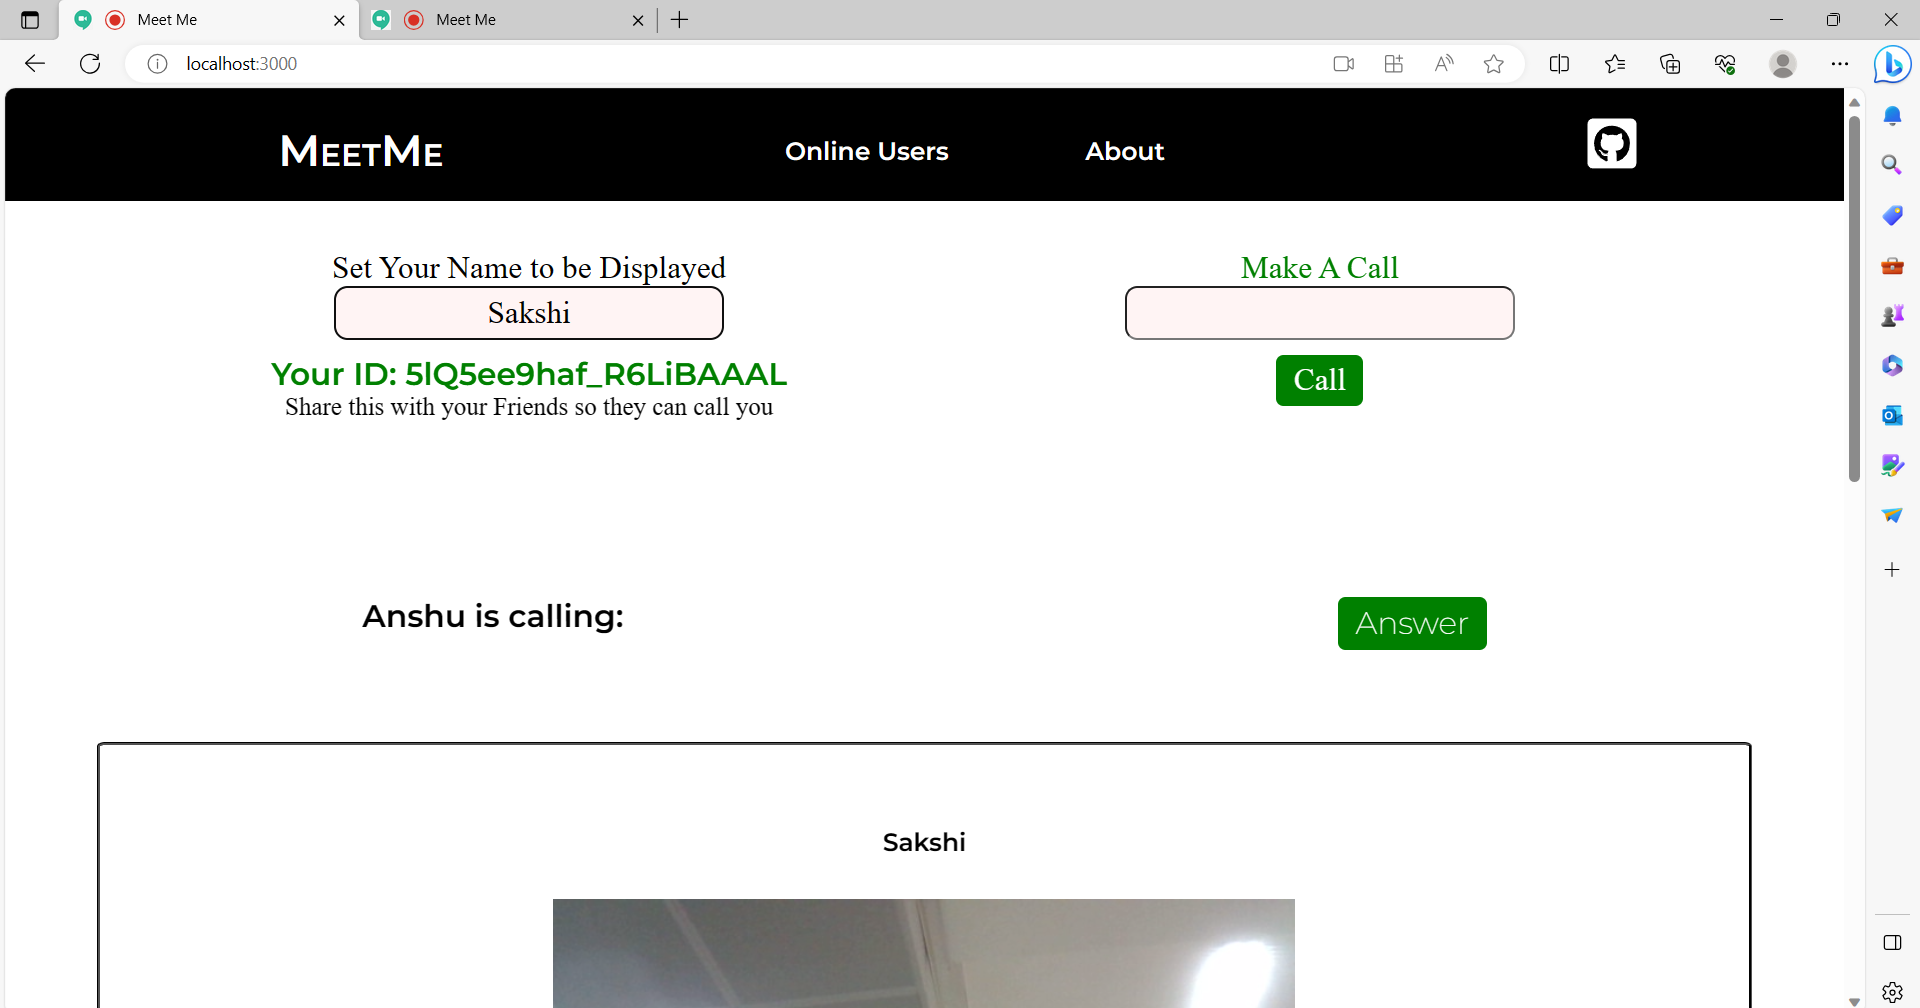 Meet Me
Meet Me
localhost:3000
MeetMe
Online Users
About
Set Your Name to be Displayed
Make A Call
Sakshi
Your ID: 5lQ5ee9haf_R6LiBAAAL
Call
Share this with your Friends so they can call you
Anshu is calling:
Answer
Sakshi